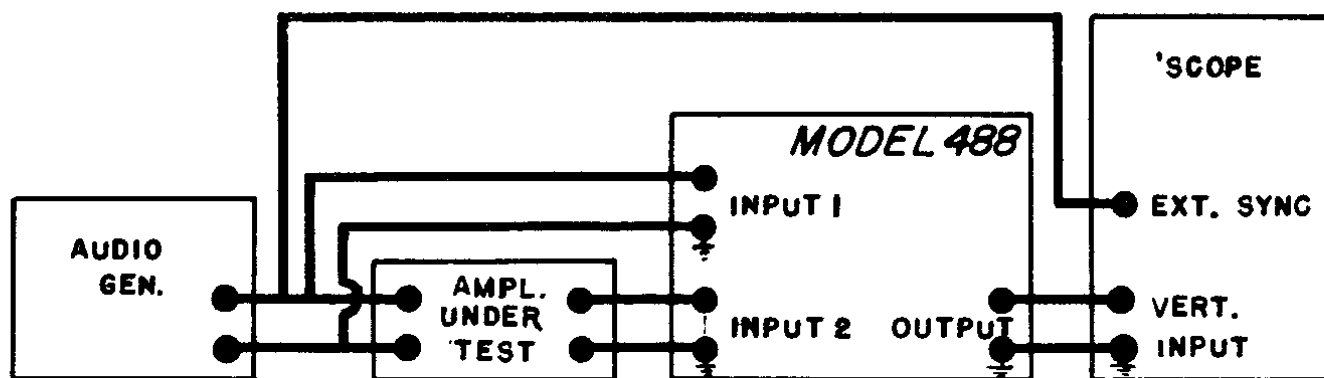 'SCOPE
MODEL 488
INPUT 1
EXT. SYNC
AUDIO
GEN.
AMPL.
UNDER
TEST
INPUT 2
OUTPUT
VERT.
INPUT